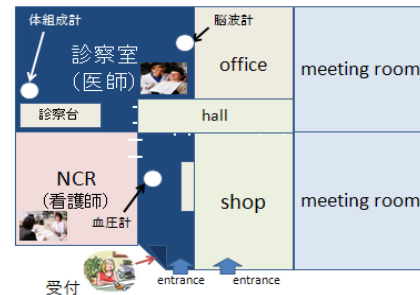 体組成計
脳波計
診察室
(医師)
office
meeting room
診察台
hall
NCR
(看護師)
血圧計
shop
meeting room
受付
entrance
entrance